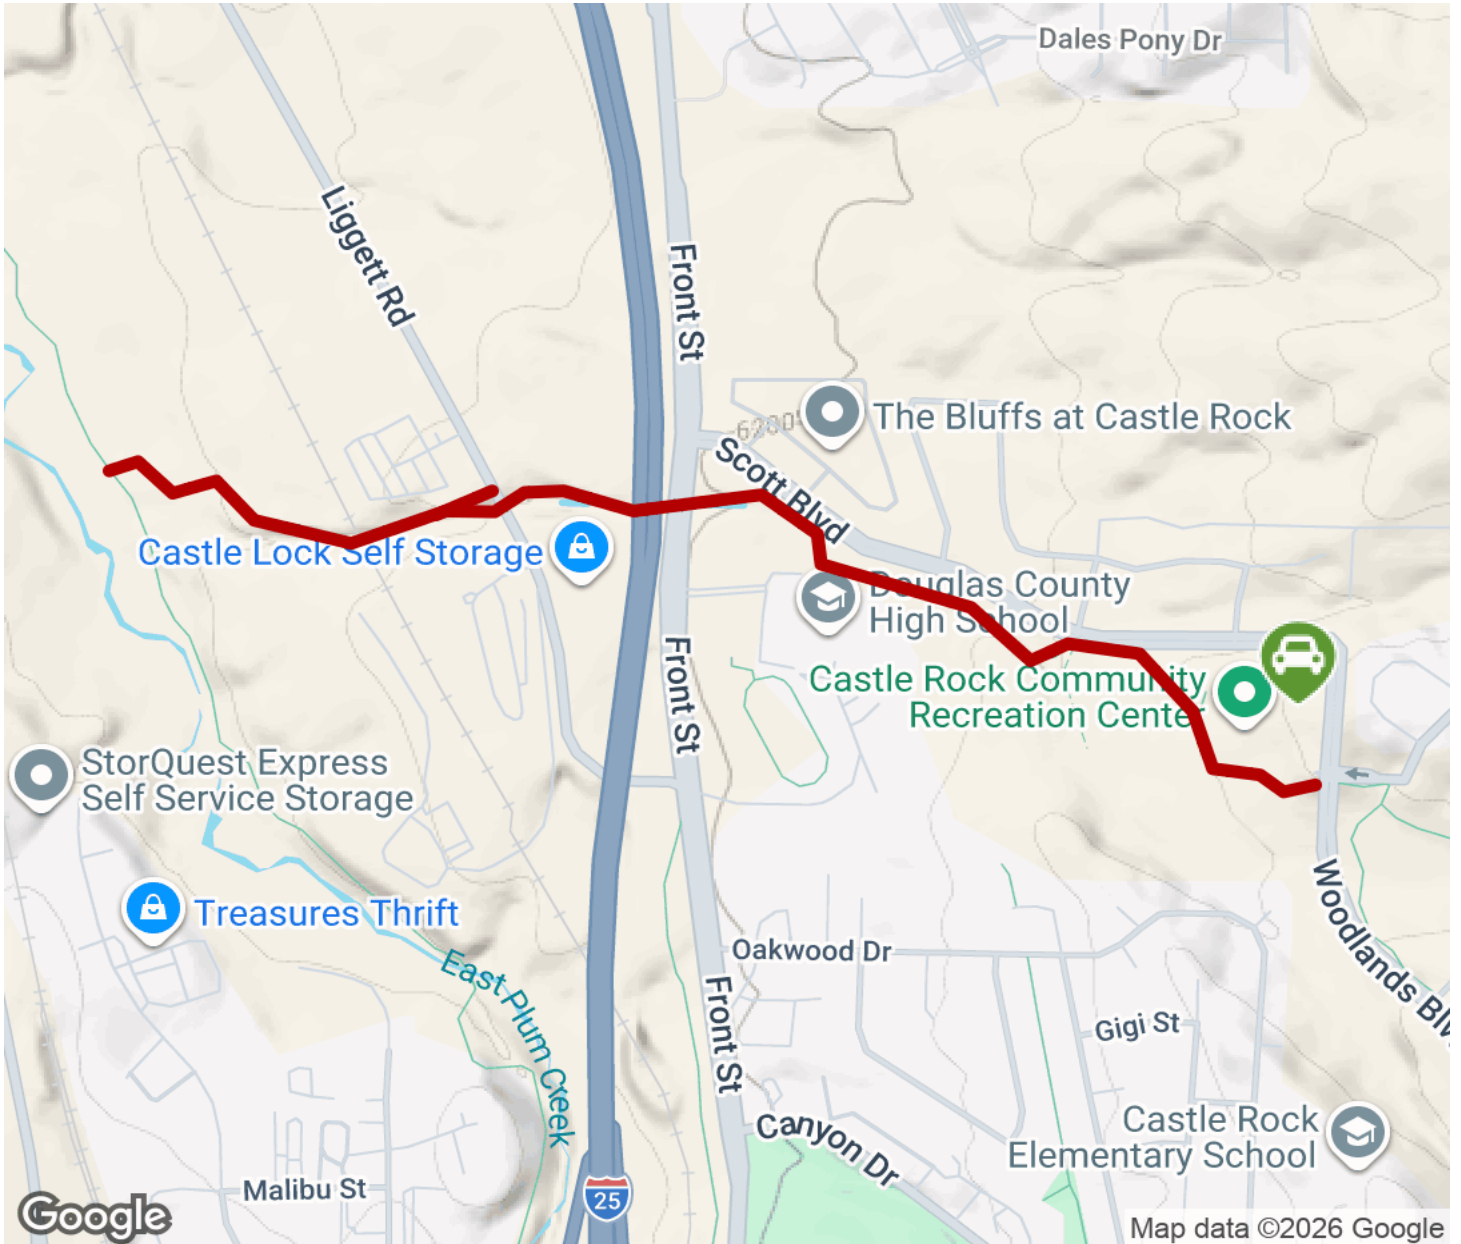 Dales Pony Dr
Liggett Rd
Front St
6200'
The Bluffs at Castle Rock
Scott Blvd
Castle Lock Self Storage
Douglas County
High School
Castle Rock Community
Recreation Center
Front St
StorQuest Express
Self Service Storage
Treasures Thrift
Woodlands Blv
Oakwood Dr
East Plum Creek
Front St
Gigi St
Canyon Dr
Castle Rock
Elementary School
Malibu St
25
Google
Map data ©2026 Google